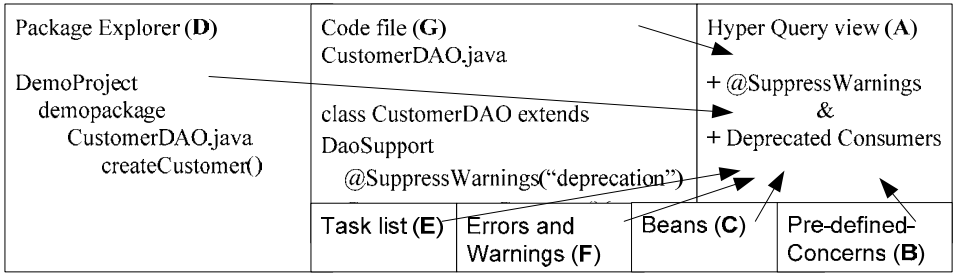 Package Explorer (D)
DemoProject
demopackage
CustomerDAO.java
createCustomer()
Code file (G)
CustomerDAO.java
class CustomerDAO extends
DaoSupport
@SuppressWarnings(“deprecation”)
Hyper Query view (A)
+ @SuppressWarnings
&
+ Deprecated Consumers
Task list (E)
Errors and
Warnings (F)
Beans (C)
Pre-defined-
Concerns (B)